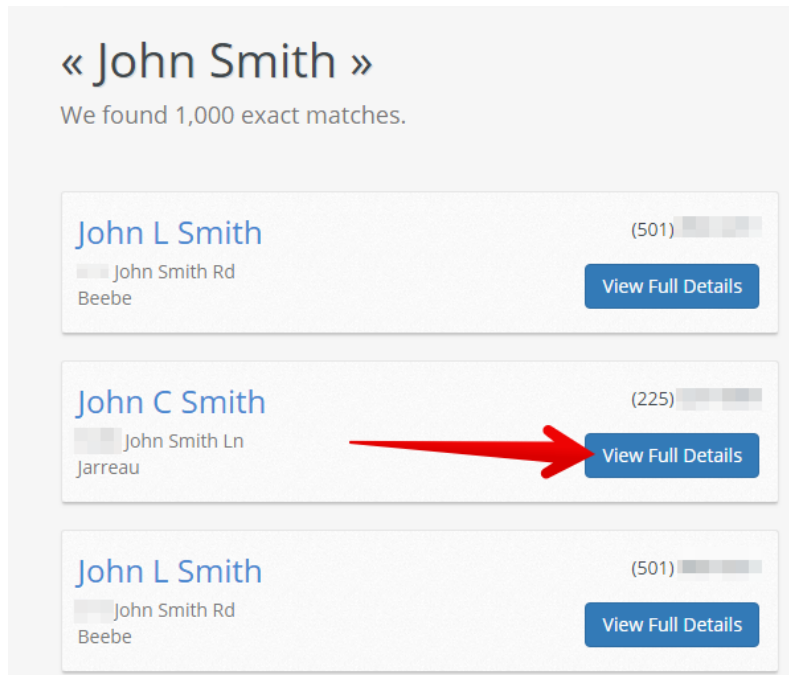 « John Smith »
We found 1,000 exact matches.
John L Smith
(501)
John Smith Rd
Beebe
View Full Details
John C Smith
(225)
John Smith Ln
Jarreau
View Full Details
John L Smith
(501)
John Smith Rd
Beebe
View Full Details